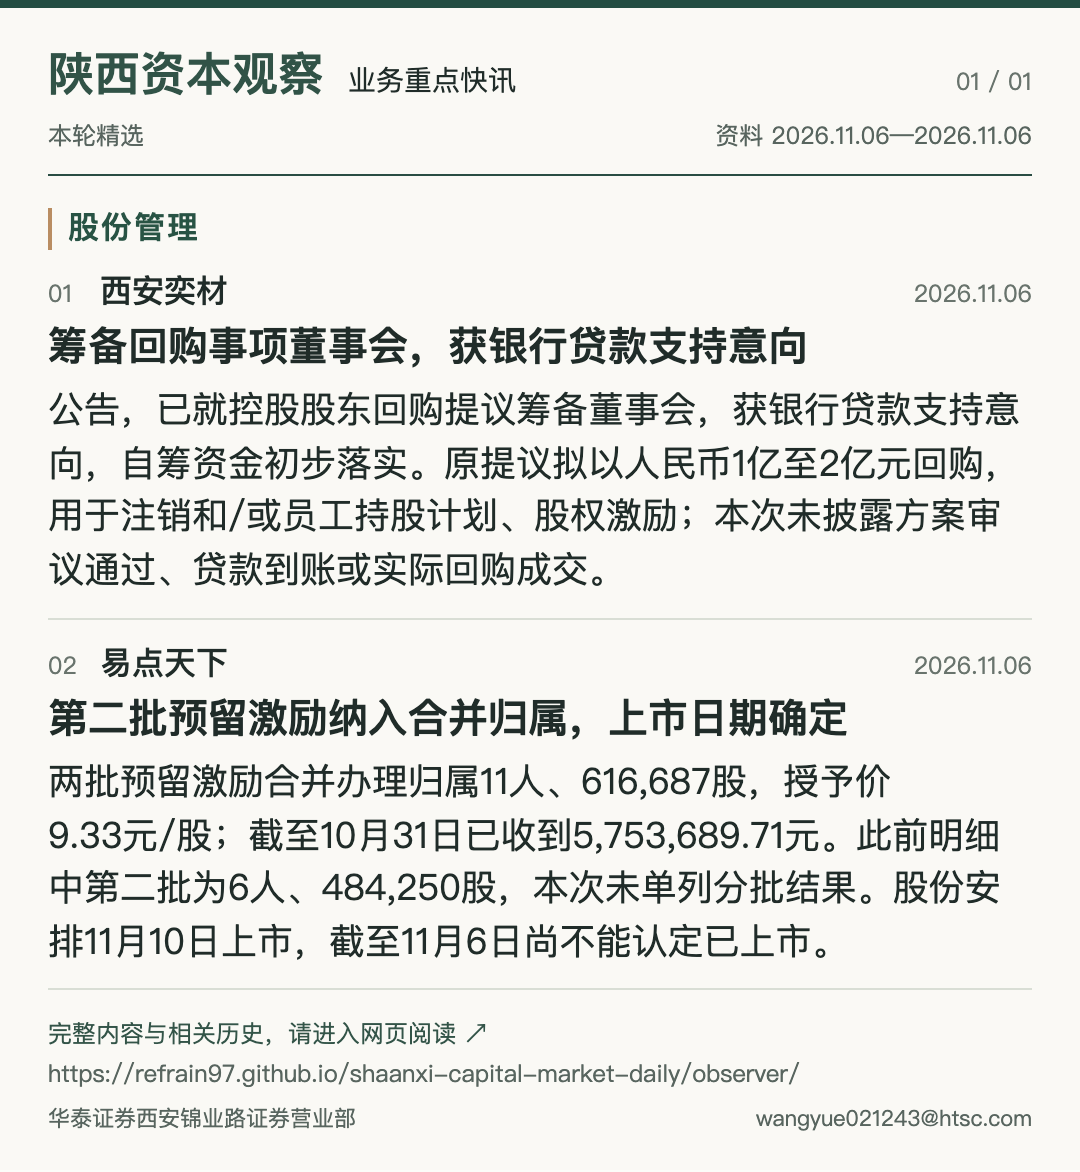 陕西资本观察 业务重点快讯 01 / 01
本轮精选 资料 2026.11.06—2026.11.06
股份管理
01 西安奕材 2026.11.06
筹备回购事项董事会，获银行贷款支持意向
公告，已就控股股东回购提议筹备董事会，获银行贷款支持意
向，自筹资金初步落实。原提议拟以人民币1亿至2亿元回购，
用于注销和/或员工持股计划、股权激励；本次未披露方案审
议通过、贷款到账或实际回购成交。
02 易点天下 2026.11.06
第二批预留激励纳入合并归属，上市日期确定
两批预留激励合并办理归属11人、616,687股，授予价
9.33元/股；截至10月31日已收到5,753,689.71元。此前明细
中第二批为6人、484,250股，本次未单列分批结果。股份安
排11月10日上市，截至11月6日尚不能认定已上市。
完整内容与相关历史，请进入网页阅读 ↗
https://refrain97.github.io/shaanxi-capital-market-daily/observer/
华泰证券西安锦业路证券营业部 wangyue021243@htsc.com